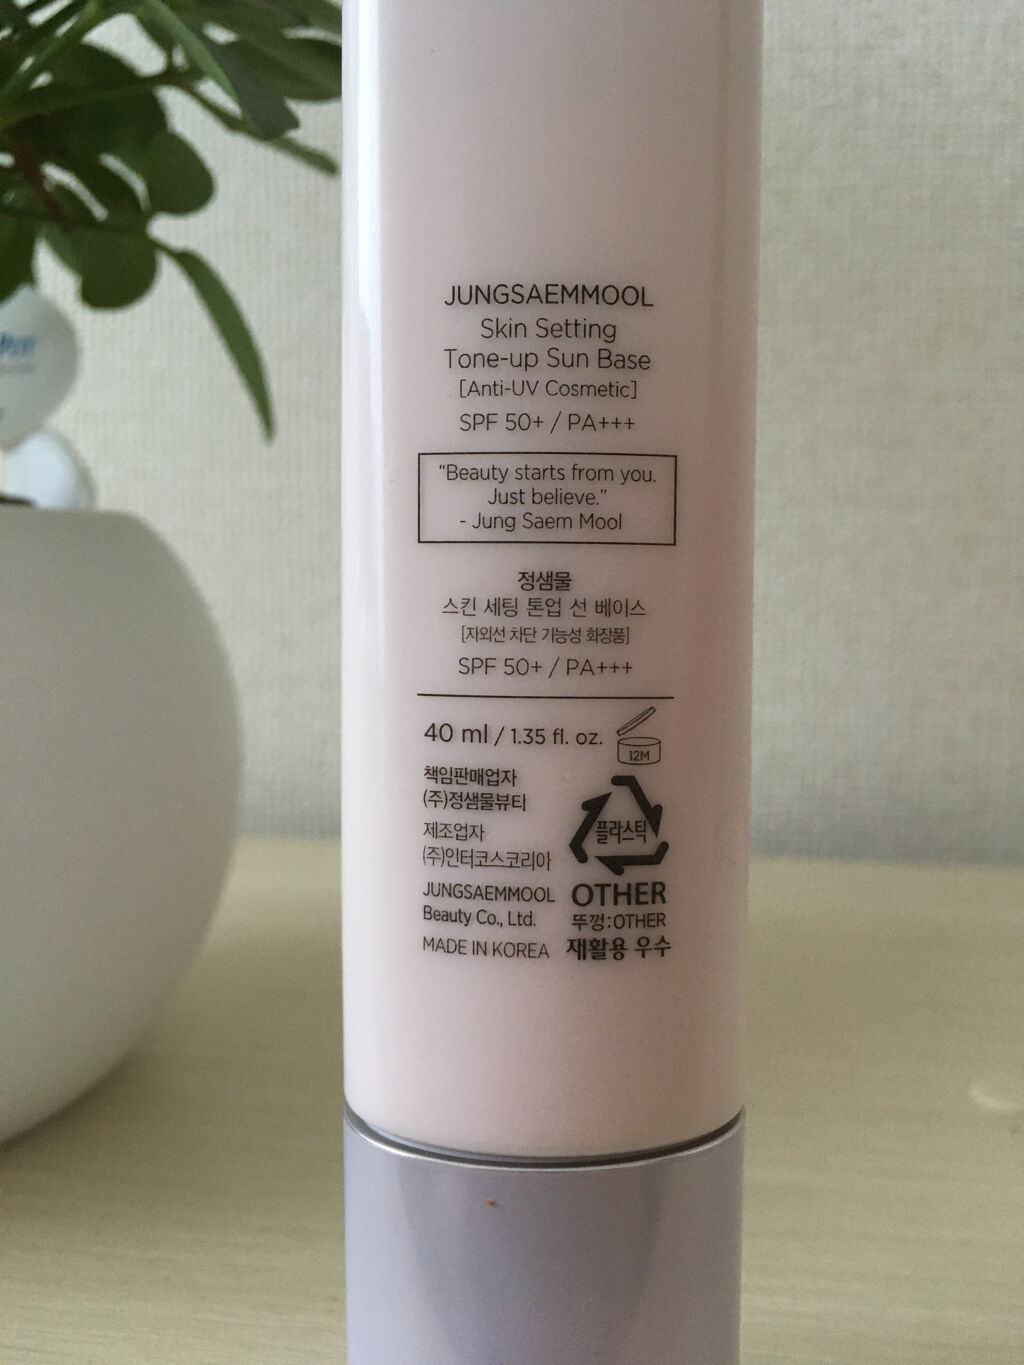 JUNGSAEMMOOL
Skin Setting
Tone-up Sun Base
[Anti-UV Cosmetic]
SPF 50+ / PA+++
“Beauty starts from you.
Just believe.”
- Jung Saem Mool
정샘물
스킨 세팅 톤업 선 베이스
[자외선 차단 기능성 화장품]
SPF 50+ / PA+++
40 ml / 1.35 fl. oz.
12M
책임판매업자
(주)정샘물뷰티
제조업자
(주)인터코스코리아
JUNGSAEMMOOL
Beauty Co., Ltd.
MADE IN KOREA
플라스틱
OTHER
뚜껑:OTHER
재활용 우수